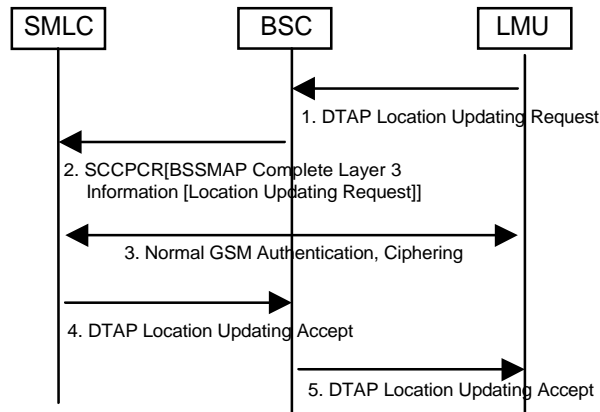 SMLC
BSC
LMU
1. DTAP Location Updating Request
2. SCCPCR[BSSMAP Complete Layer 3
Information [Location Updating Request]]
3. Normal GSM Authentication, Ciphering
4. DTAP Location Updating Accept
5. DTAP Location Updating Accept